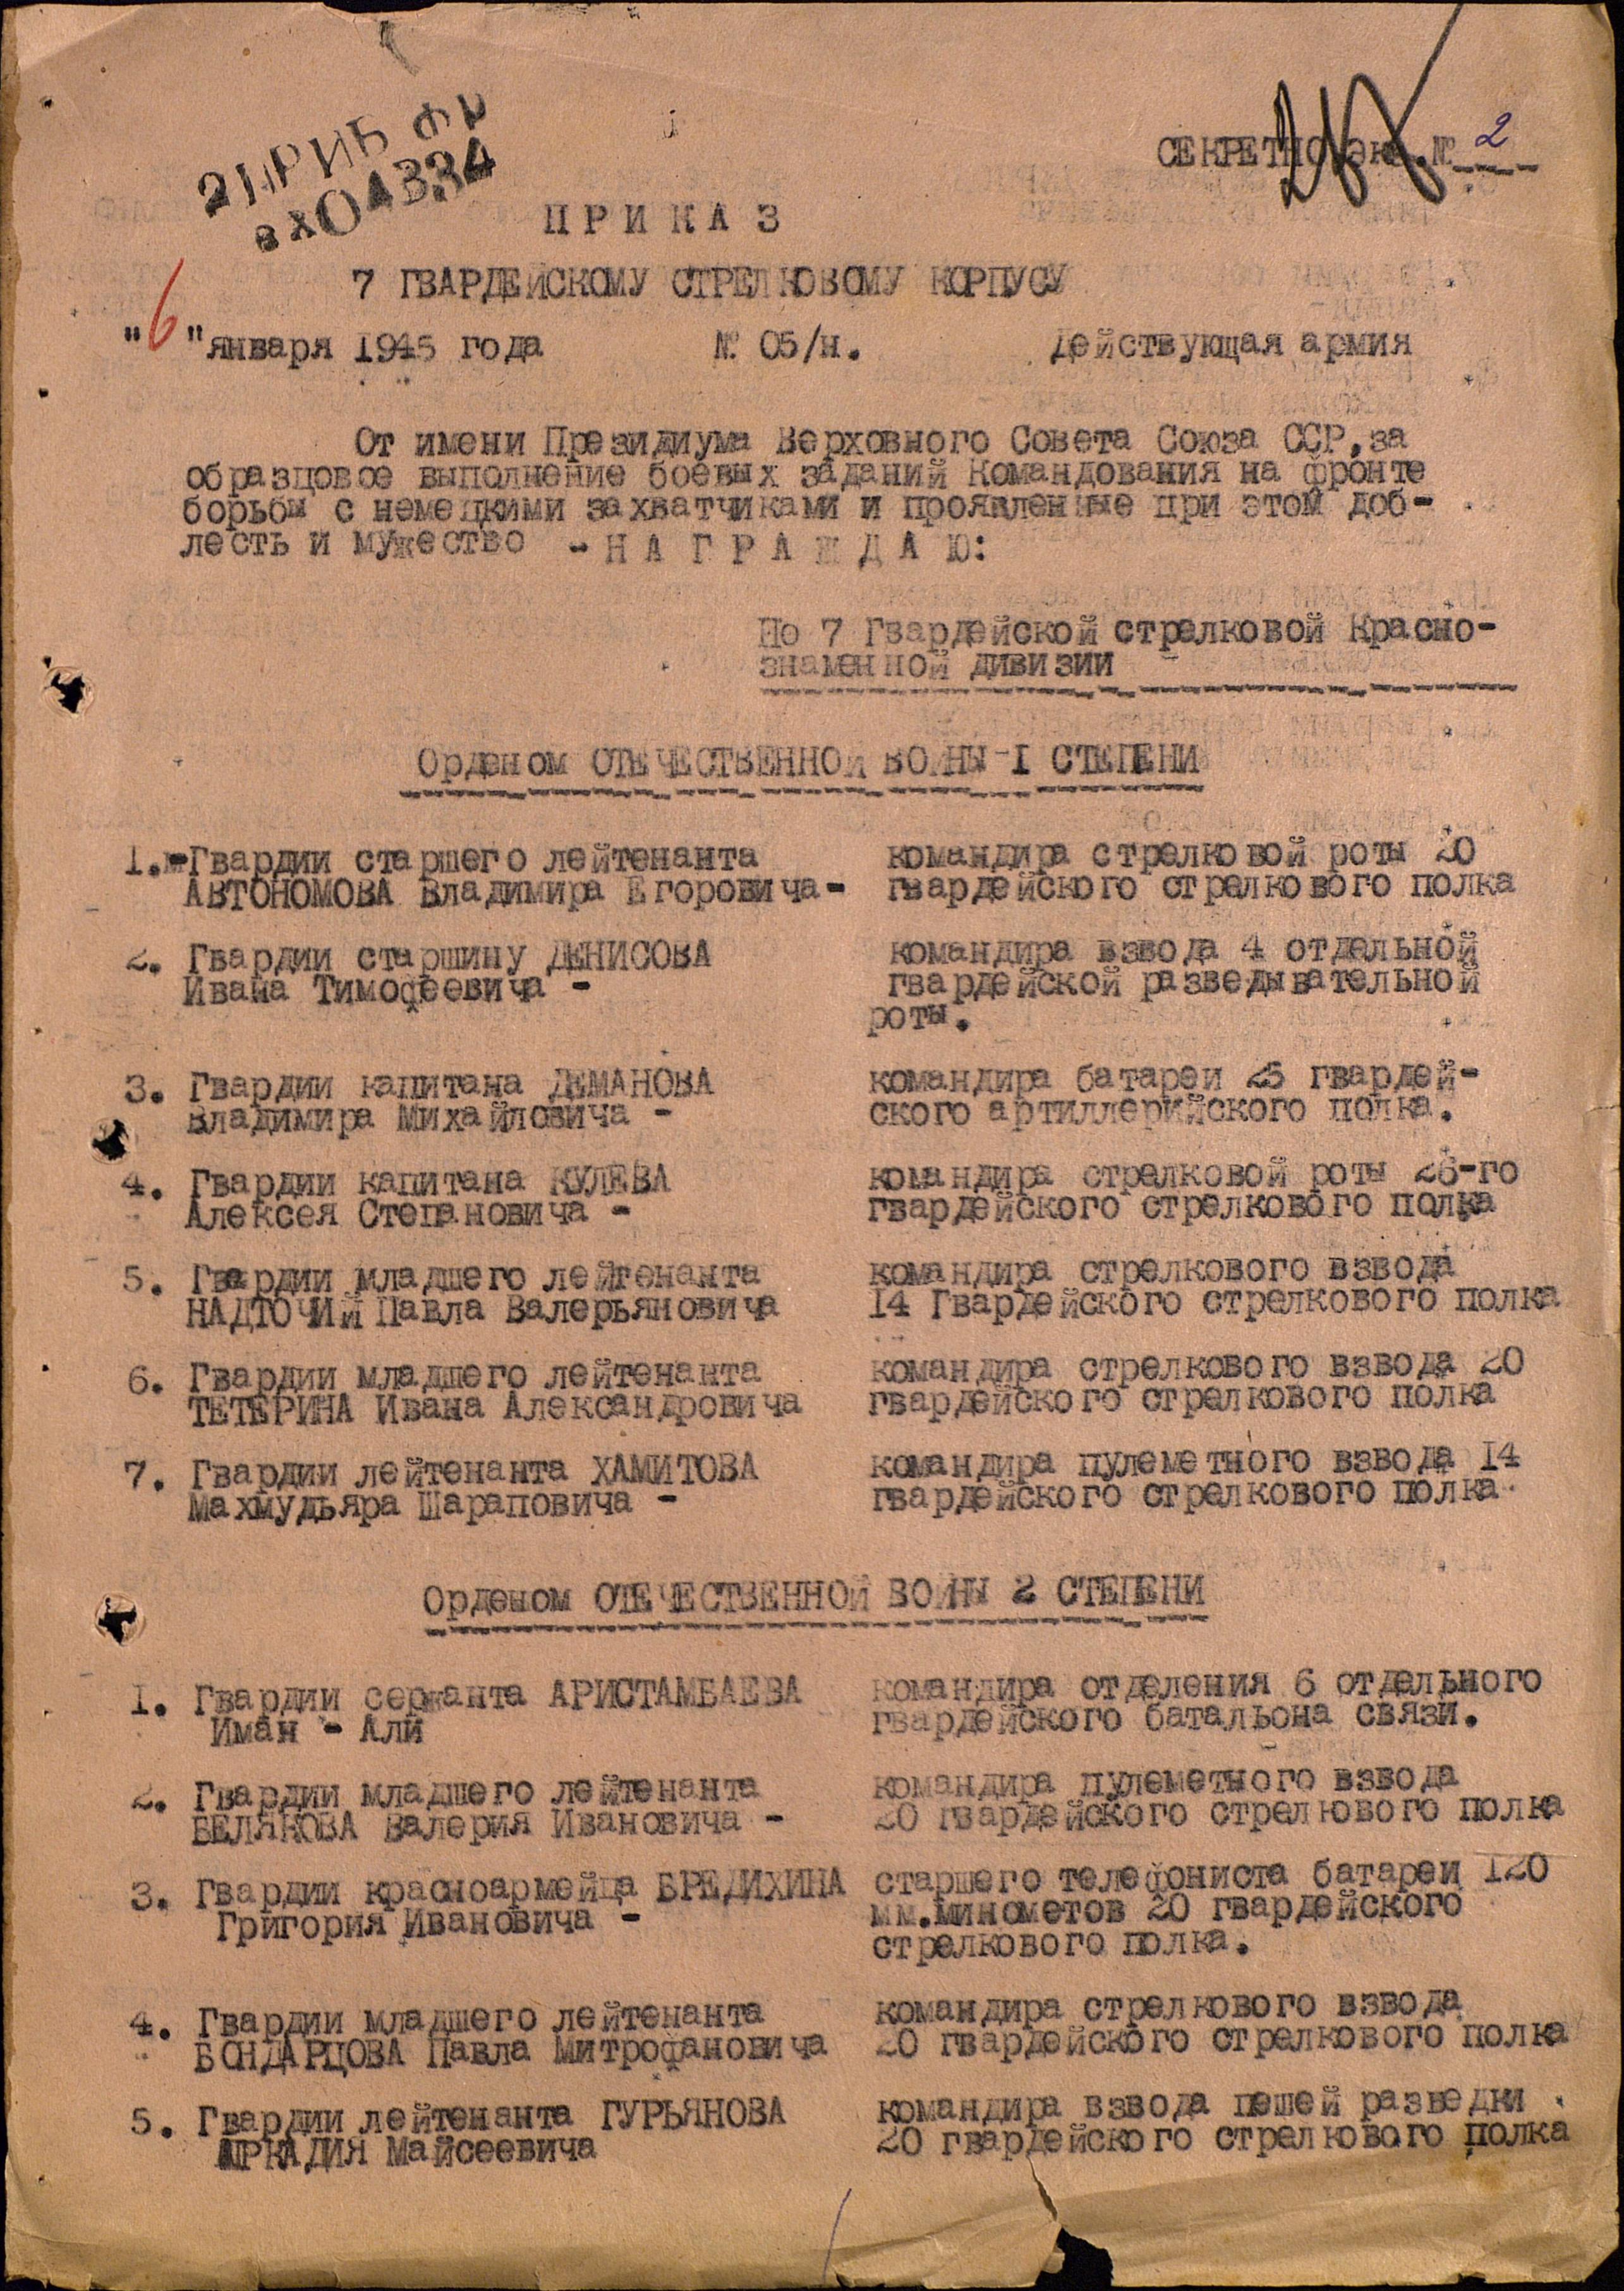 2 ПРИБ ФР
вх 04334
СЕКРЕТНО экз. № 2
ПРИКАЗ
7 ГВАРДЕЙСКОМУ СТРЕЛКОВОМУ КОРПУСУ
"6" января 1945 года № 05/н. Действующая армия
От имени Президиума Верховного Совета Союза ССР, за
образцовое выполнение боевых заданий Командования на фронте
борьбы с немецкими захватчиками и проявленные при этом доб-
лесть и мужество - НАГРАЖДАЮ:
По 7 Гвардейской стрелковой Красно-
знаменной дивизии
Орденом ОТЕЧЕСТВЕННОЙ ВОЙНЫ I СТЕПЕНИ
1. Гвардии старшего лейтенанта командира стрелковой роты 20
АВТОНОМОВА Владимира Егоровича- гвардейского стрелкового полка
2. Гвардии старшину ДЕНИСОВА командира взвода 4 отдельной
Ивана Тимофеевича - гвардейской разведывательной
роты.
3. Гвардии капитана ДЕМАНОВА командира батареи 25 гвардей-
Владимира Михайловича - ского артиллерийского полка.
4. Гвардии капитана КУЛЕВА командира стрелковой роты 26-го
Алексея Степановича - гвардейского стрелкового полка
5. Гвардии младшего лейтенанта командира стрелкового взвода
НАДТОЧИЙ Павла Валерьяновича I4 Гвардейского стрелкового полка
6. Гвардии младшего лейтенанта командира стрелкового взвода 20
ТЕТЕРИНА Ивана Александровича гвардейского стрелкового полка
7. Гвардии лейтенанта ХАМИТОВА командира пулеметного взвода I4
Махмудьяра Шараповича - гвардейского стрелкового полка
Орденом ОТЕЧЕСТВЕННОЙ ВОЙНЫ 2 СТЕПЕНИ
1. Гвардии сержанта АРИСТАМБАЕВА командира отделения 6 отдельного
Иман - Али гвардейского батальона связи.
2. Гвардии младшего лейтенанта командира пулеметного взвода
БЕЛЯКОВА Валерия Ивановича - 20 гвардейского стрелкового полка
3. Гвардии красноармейца БРЕДИХИНА старшего телефониста батареи I20
Григория Ивановича - мм.минометов 20 гвардейского
стрелкового полка.
4. Гвардии младшего лейтенанта командира стрелкового взвода
БОНДАРЦОВА Павла Митрофановича 20 гвардейского стрелкового полка
5. Гвардии лейтенанта ГУРЬЯНОВА командира взвода пешей разведки
АРКАДИЯ Майсеевича 20 гвардейского стрелкового полка